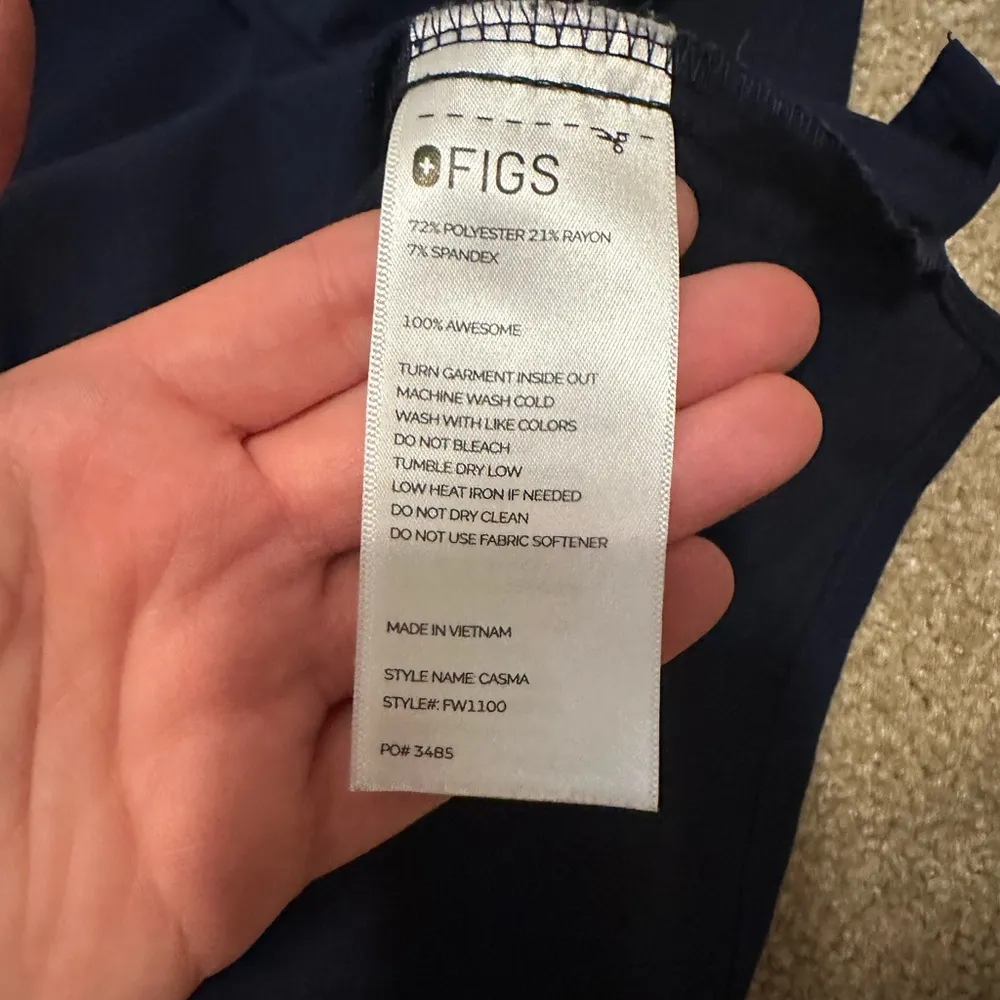 FIGS
72% POLYESTER 21% RAYON
7% SPANDEX
100% AWESOME
TURN GARMENT INSIDE OUT
MACHINE WASH COLD
WASH WITH LIKE COLORS
DO NOT BLEACH
TUMBLE DRY LOW
LOW HEAT IRON IF NEEDED
DO NOT DRY CLEAN
DO NOT USE FABRIC SOFTENER
MADE IN VIETNAM
STYLE NAME: CASMA
STYLE#: FW1100
PO# 34B5